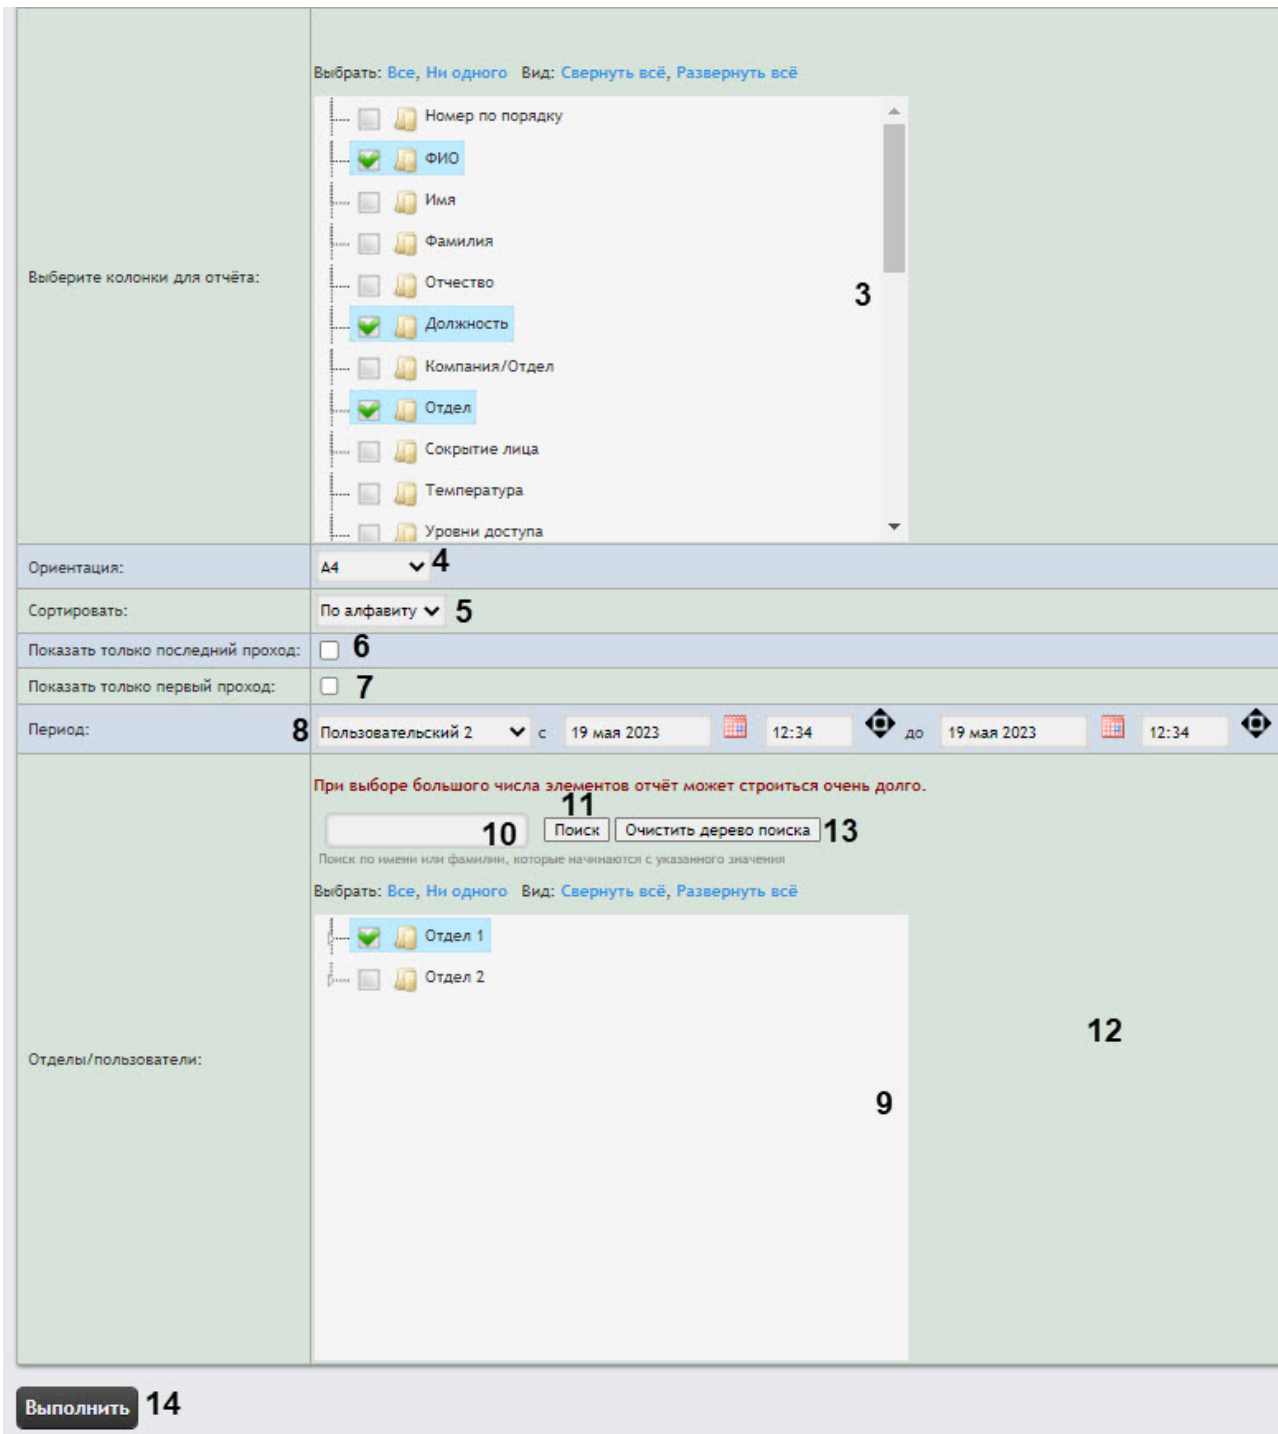 Выбрать: Все, Ни одного Вид: Свернуть всё, Развернуть всё
Номер по порядку
ФИО
Имя
Фамилия
Выберите колонки для отчёта:
Отчество
3
Должность
Компания/Отдел
Отдел
Сокрытие лица
Температура
Уровни доступа
Ориентация: A4 4
Сортировать: По алфавиту 5
Показать только последний проход: 6
Показать только первый проход: 7
Период: 8 Пользовательский 2 с 19 мая 2023 12:34 до 19 мая 2023 12:34
При выборе большого числа элементов отчёт может строиться очень долго.
11
10 Поиск Очистить дерево поиска 13
Поиск по имени или фамилии, которые начинаются с указанного значения
Выбрать: Все, Ни одного Вид: Свернуть всё, Развернуть всё
Отдел 1
Отдел 2
12
Отделы/пользователи:
9
Выполнить 14